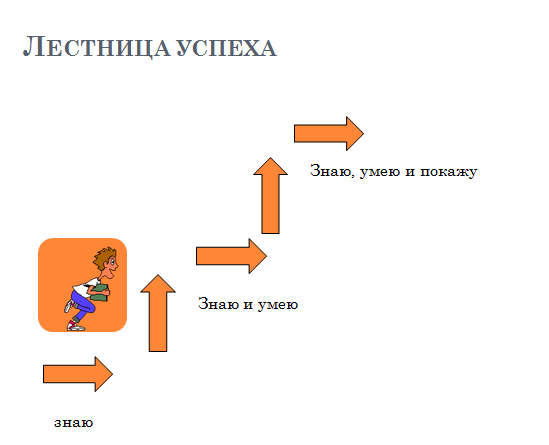 ЛЕСТНИЦА УСПЕХА
Знаю, умею и покажу
Знаю и умею
знаю